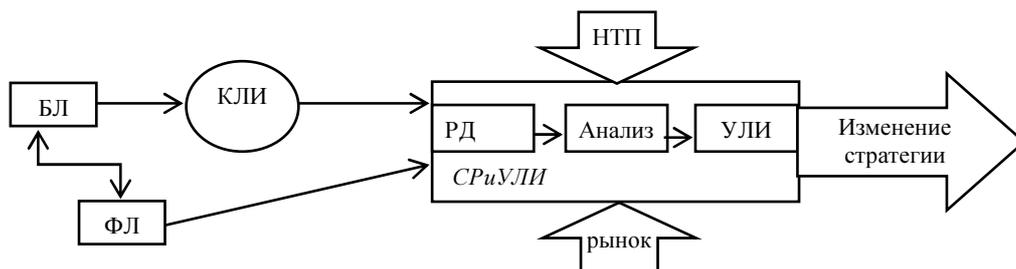 НТП
КЛИ
БЛ
РД
Анализ
УЛИ
Изменение
стратегии
СРиУЛИ
ФЛ
рынок